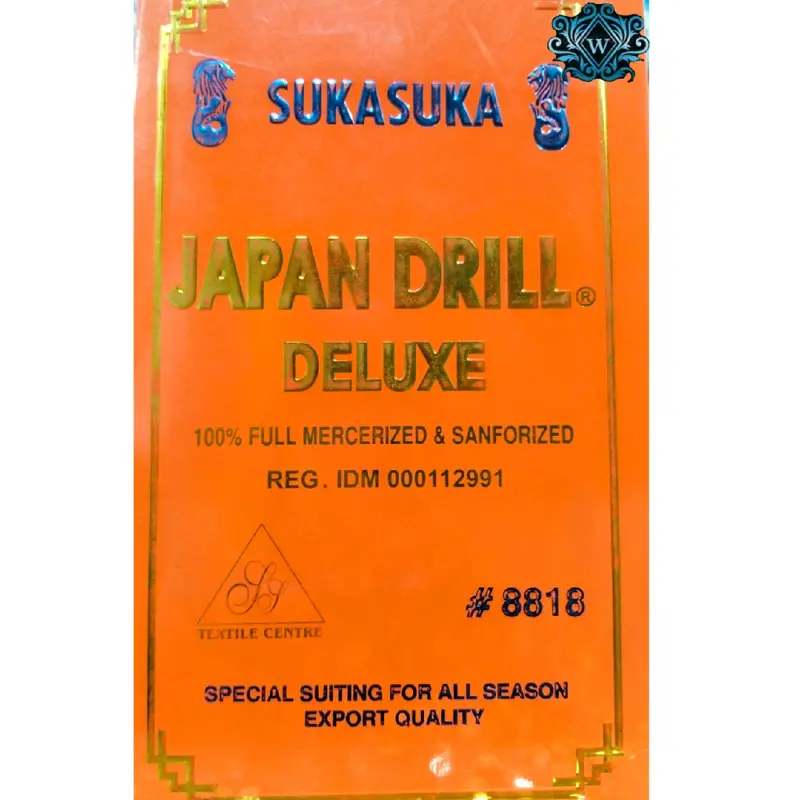 W
SUKASUKA
JAPAN DRILL®
DELUXE
100% FULL MERCERIZED & SANFORIZED
REG. IDM 000112991
TEXTILE CENTRE
# 8818
SPECIAL SUITING FOR ALL SEASON
EXPORT QUALITY